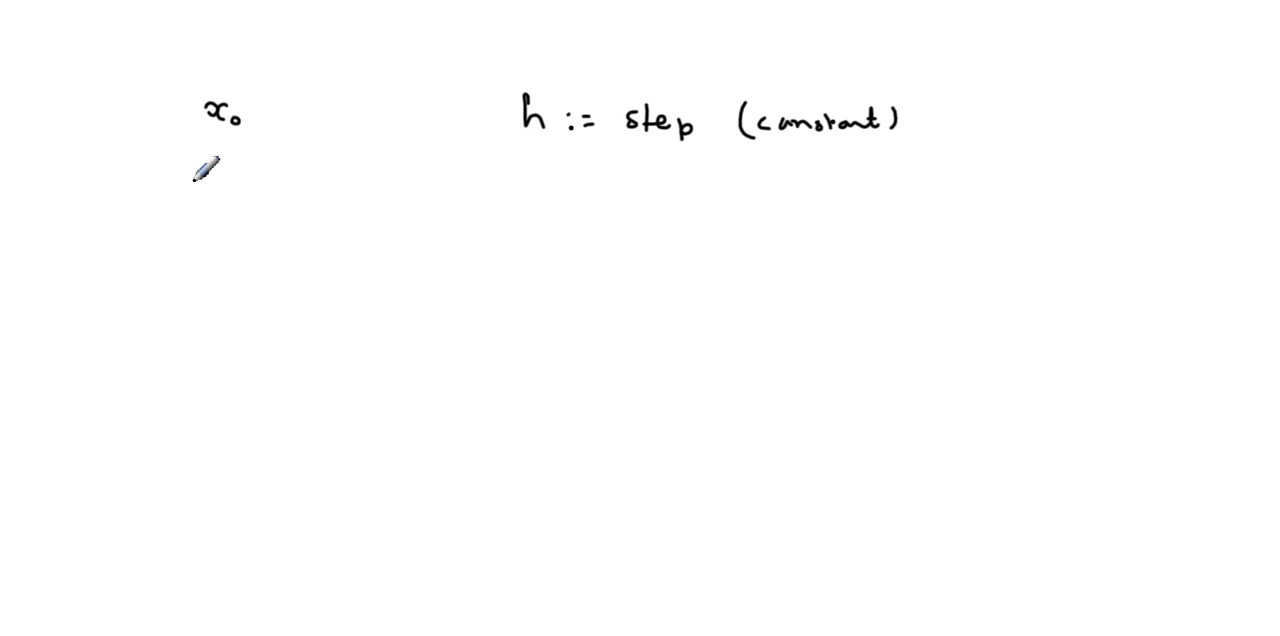 x₀ h := step (constant)